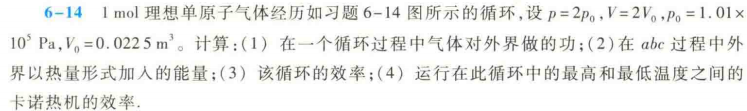 6-14 1 mol 理想单原子气体经历如习题 6-14 图所示的循环,设 p=2p₀,V=2V₀,p₀=1.01×
10⁵ Pa,V₀=0.022 5 m³。计算:(1) 在一个循环过程中气体对外界做的功;(2)在 abc 过程中外
界以热量形式加入的能量;(3) 该循环的效率;(4) 运行在此循环中的最高和最低温度之间的
卡诺热机的效率.